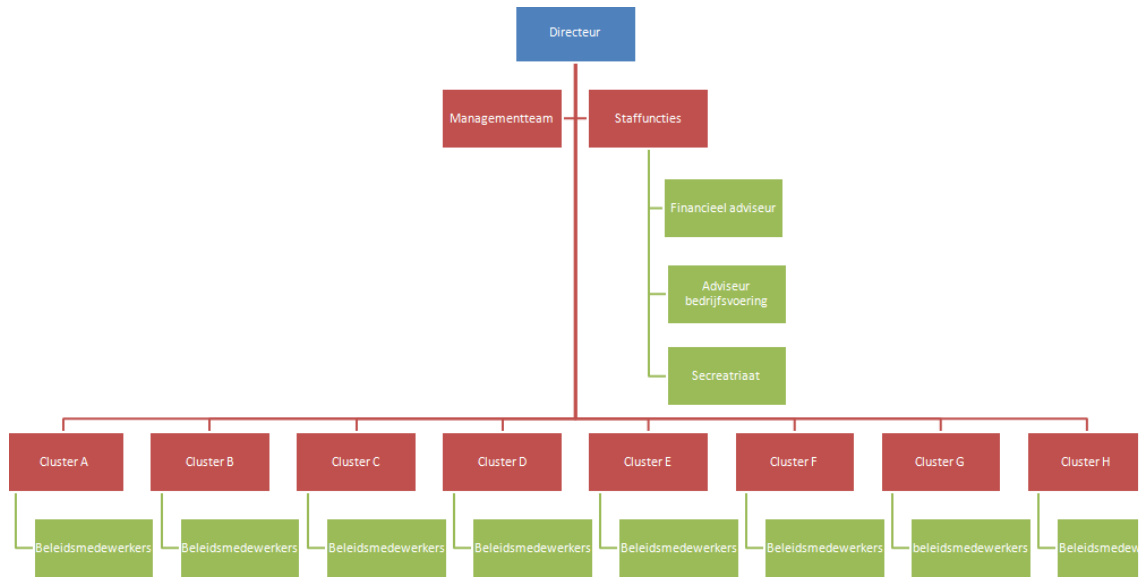 Directeur
Managementteam
Staffuncties
Financieel adviseur
Adviseur
bedrijfsvoering
Secreatriaat
Cluster A
Cluster B
Cluster C
Cluster D
Cluster E
Cluster F
Cluster G
Cluster H
Beleidsmedewerkers
Beleidsmedewerkers
Beleidsmedewerkers
Beleidsmedewerkers
Beleidsmedewerkers
Beleidsmedewerkers
beleidsmedewerkers